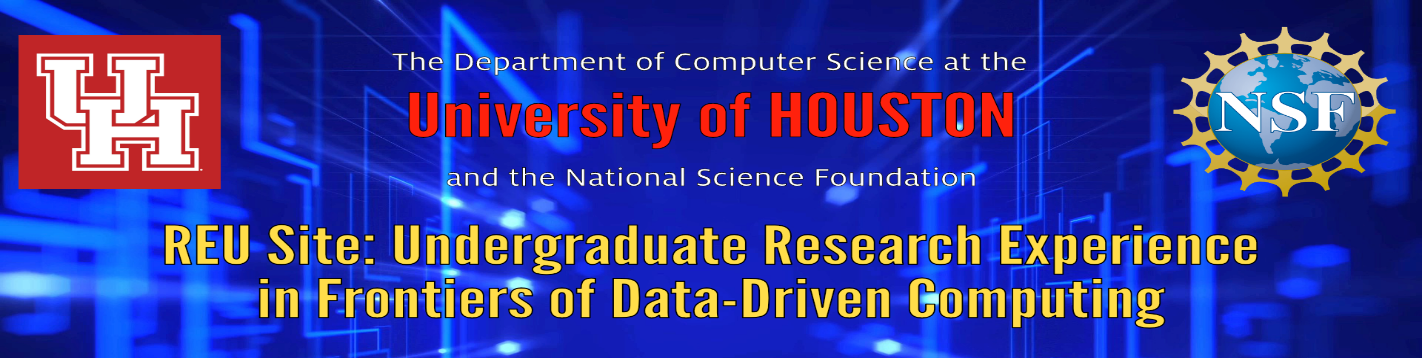 UH
The Department of Computer Science at the
University of HOUSTON
and the National Science Foundation
NSF
REU Site: Undergraduate Research Experience
in Frontiers of Data-Driven Computing